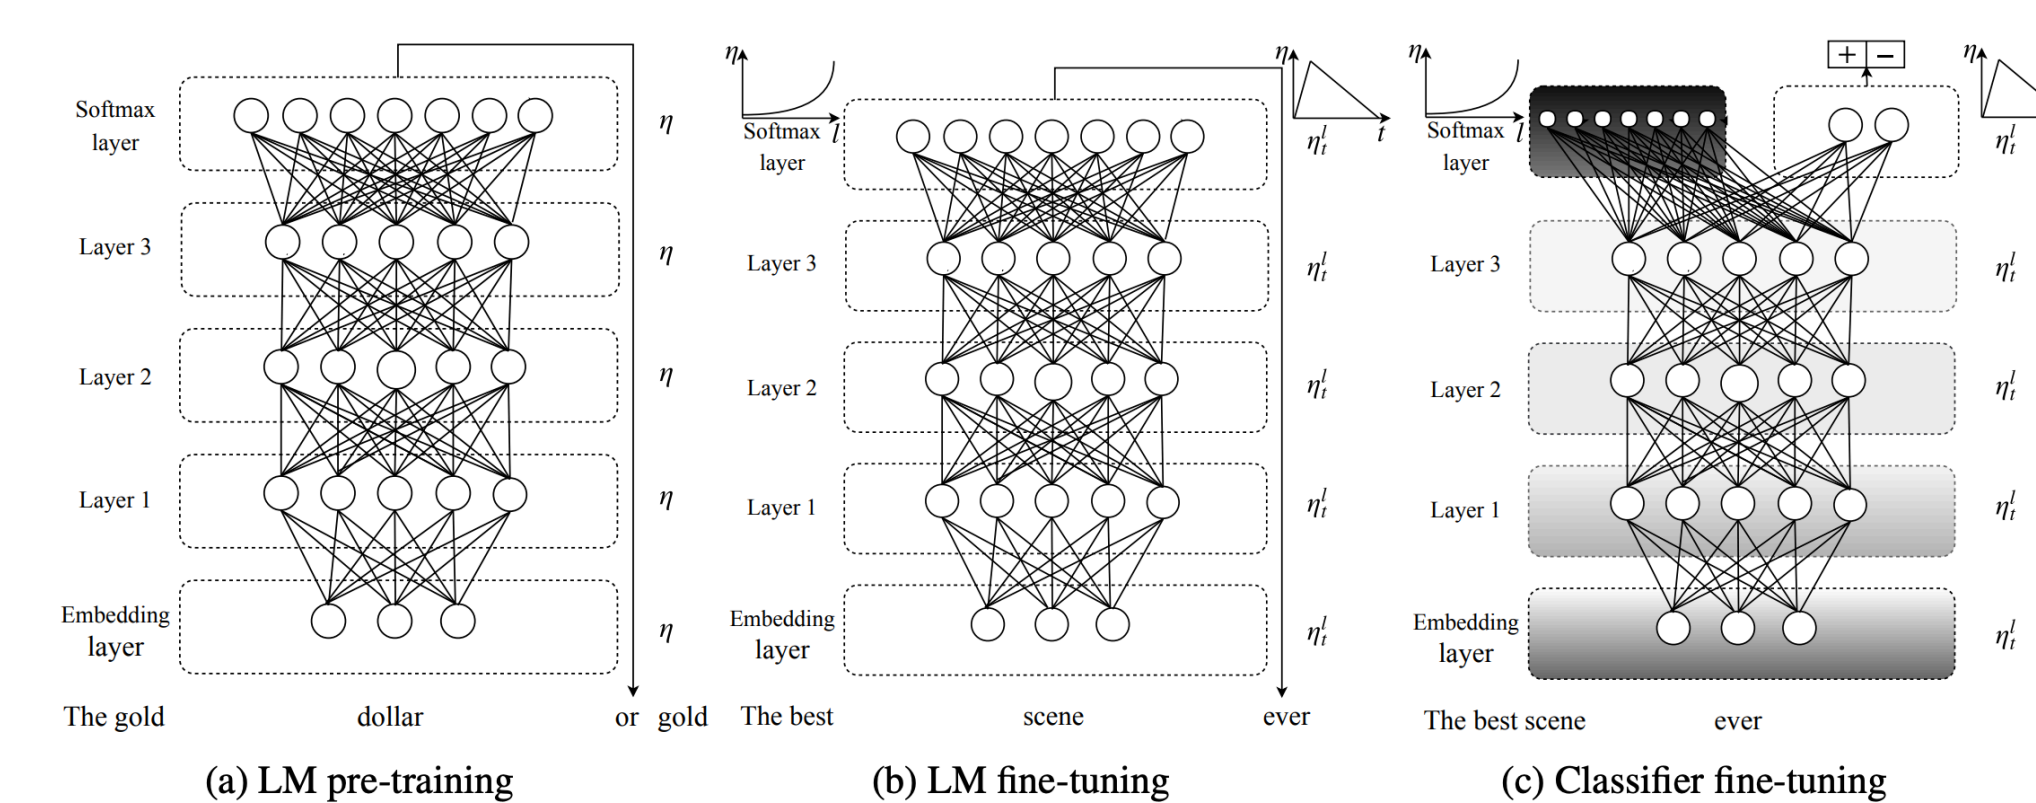 Softmax
layer
η
Layer 3
η
Layer 2
η
Layer 1
η
Embedding
layer
η
The gold dollar or gold
(a) LM pre-training
η
l
η
t
Softmax
layer
η_t^l
Layer 3
η_t^l
Layer 2
η_t^l
Layer 1
η_t^l
Embedding
layer
η_t^l
The best scene ever
(b) LM fine-tuning
η
l
+ −
η
Softmax
layer
η_t^l
Layer 3
η_t^l
Layer 2
η_t^l
Layer 1
η_t^l
Embedding
layer
η_t^l
The best scene ever
(c) Classifier fine-tuning